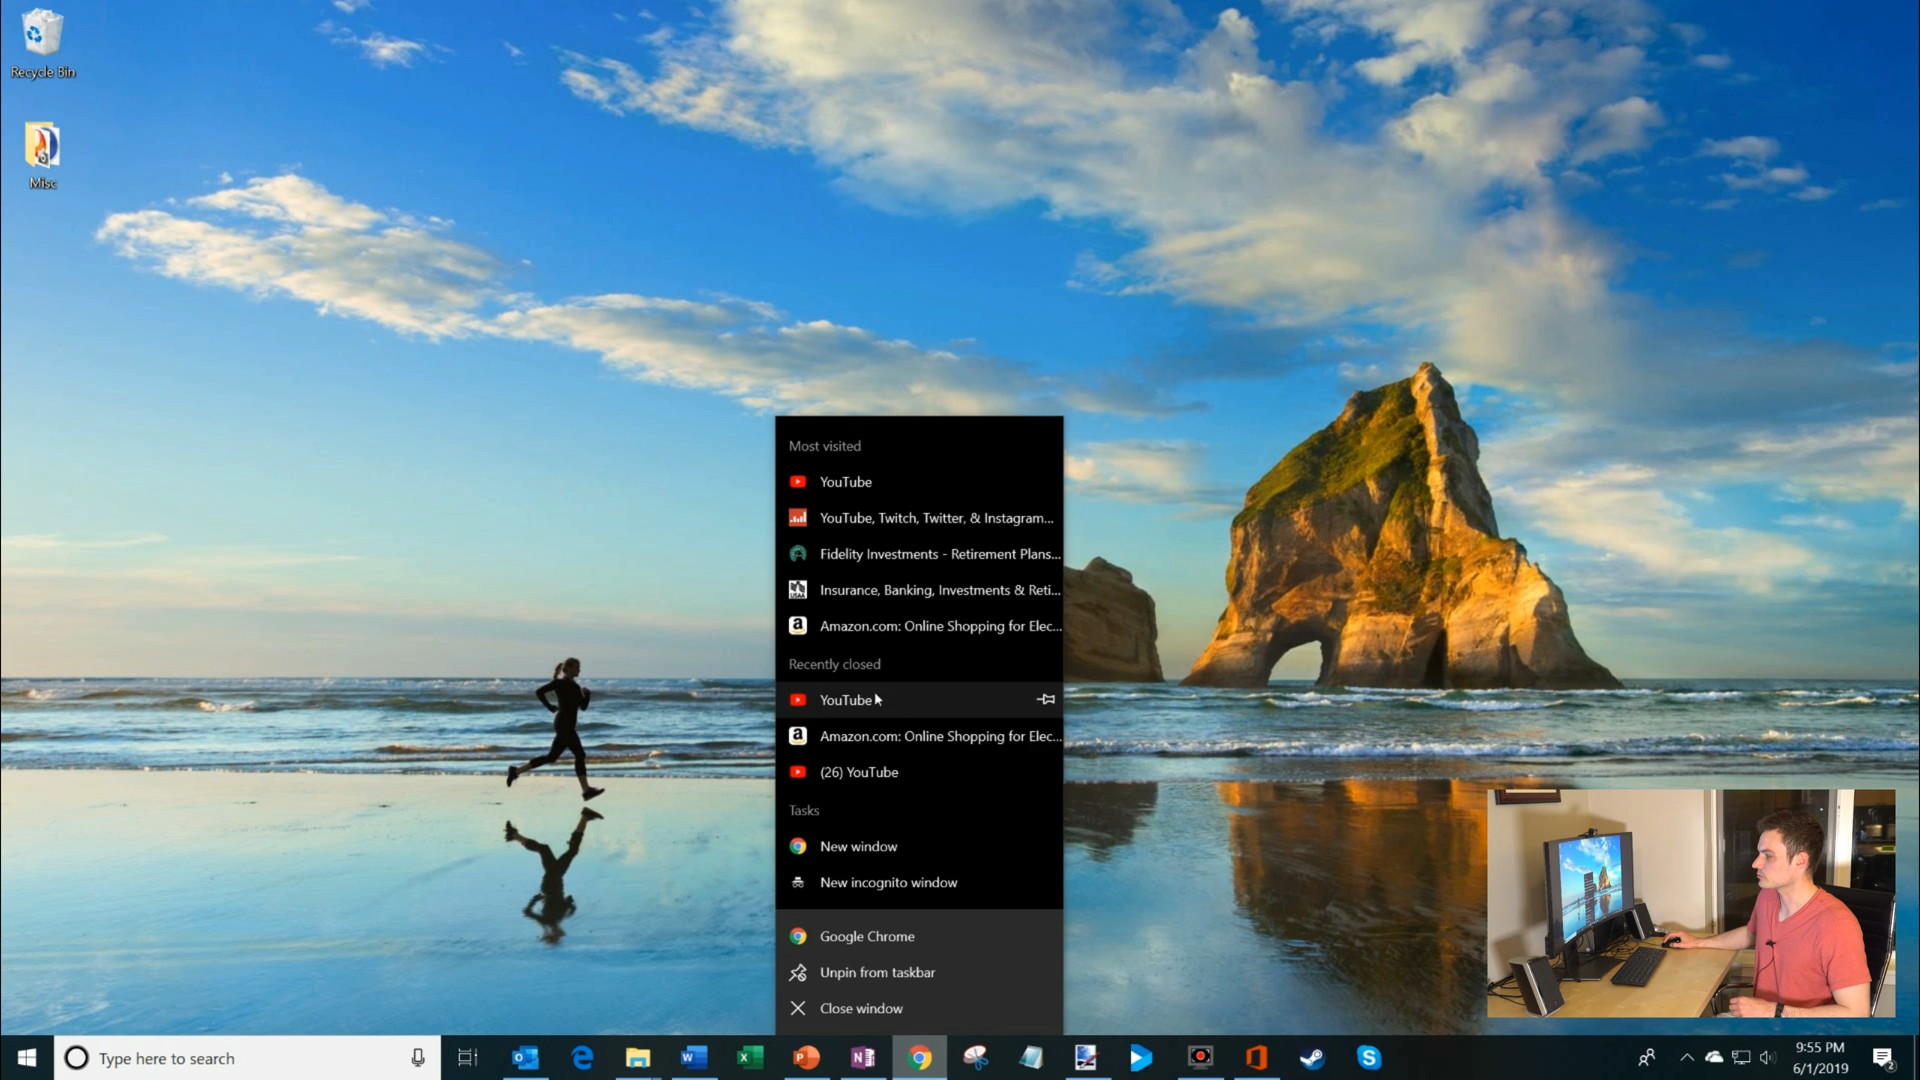 Recycle Bin
Misc
Most visited
YouTube
YouTube, Twitch, Twitter, & Instagram...
Fidelity Investments - Retirement Plans...
Insurance, Banking, Investments & Reti...
Amazon.com: Online Shopping for Elec...
Recently closed
YouTube
Amazon.com: Online Shopping for Elec...
(26) YouTube
Tasks
New window
New incognito window
Google Chrome
Unpin from taskbar
Close window
Type here to search
9:55 PM
6/1/2019
2